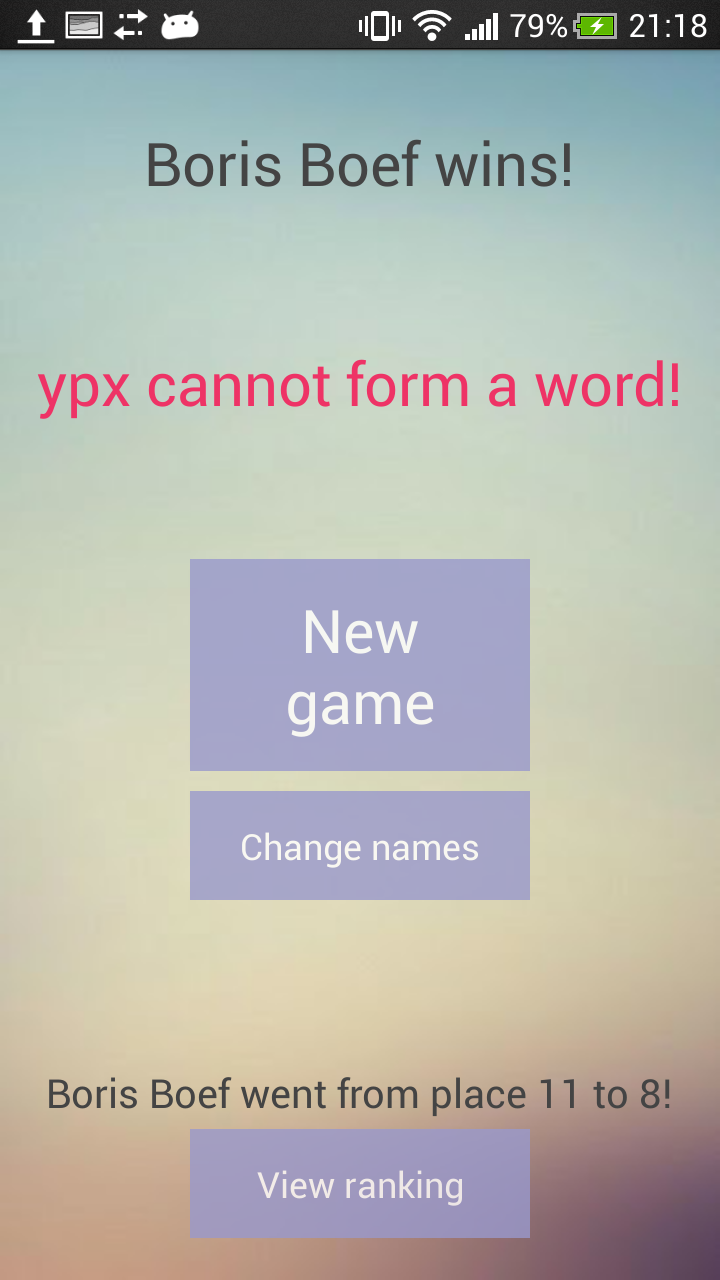 79% 21:18
Boris Boef wins!
ypx cannot form a word!
New
game
Change names
Boris Boef went from place 11 to 8!
View ranking